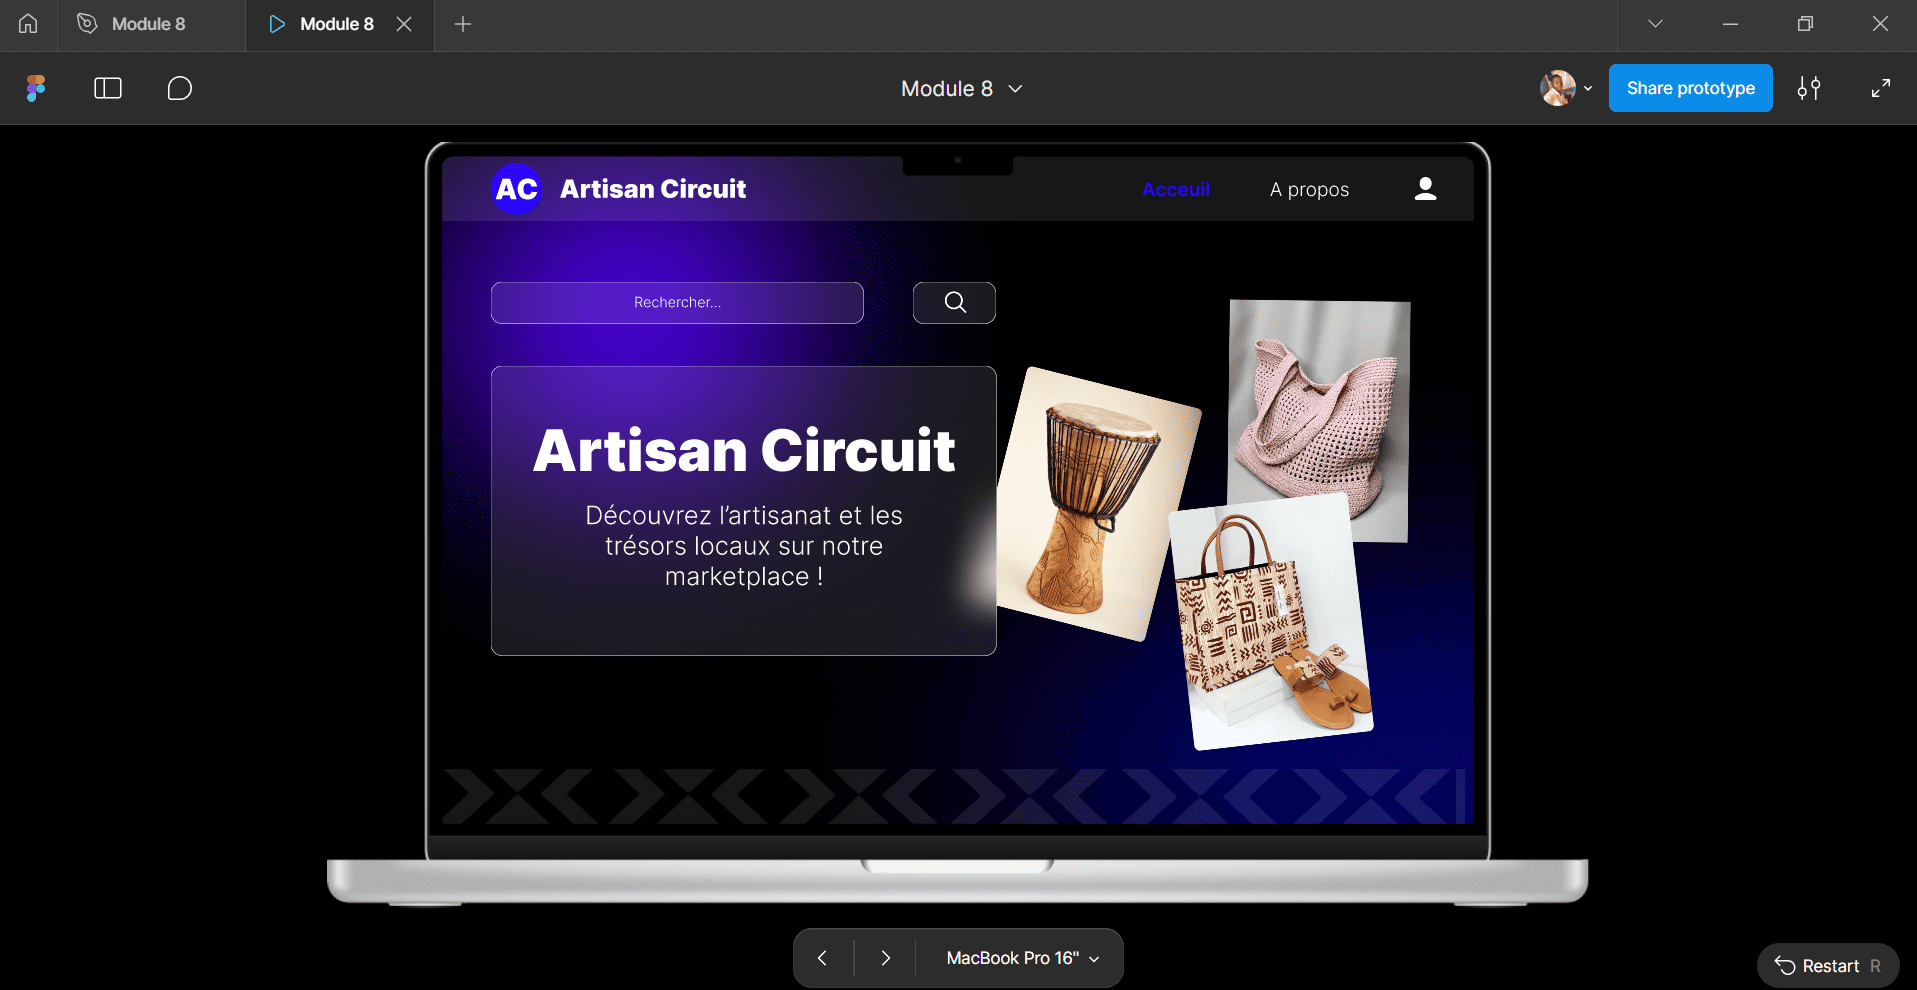 Module 8
Module 8
Module 8
Share prototype
AC Artisan Circuit
Acceuil
A propos
Rechercher...
Artisan Circuit
Découvrez l’artisanat et les
trésors locaux sur notre
marketplace !
MacBook Pro 16"
Restart R